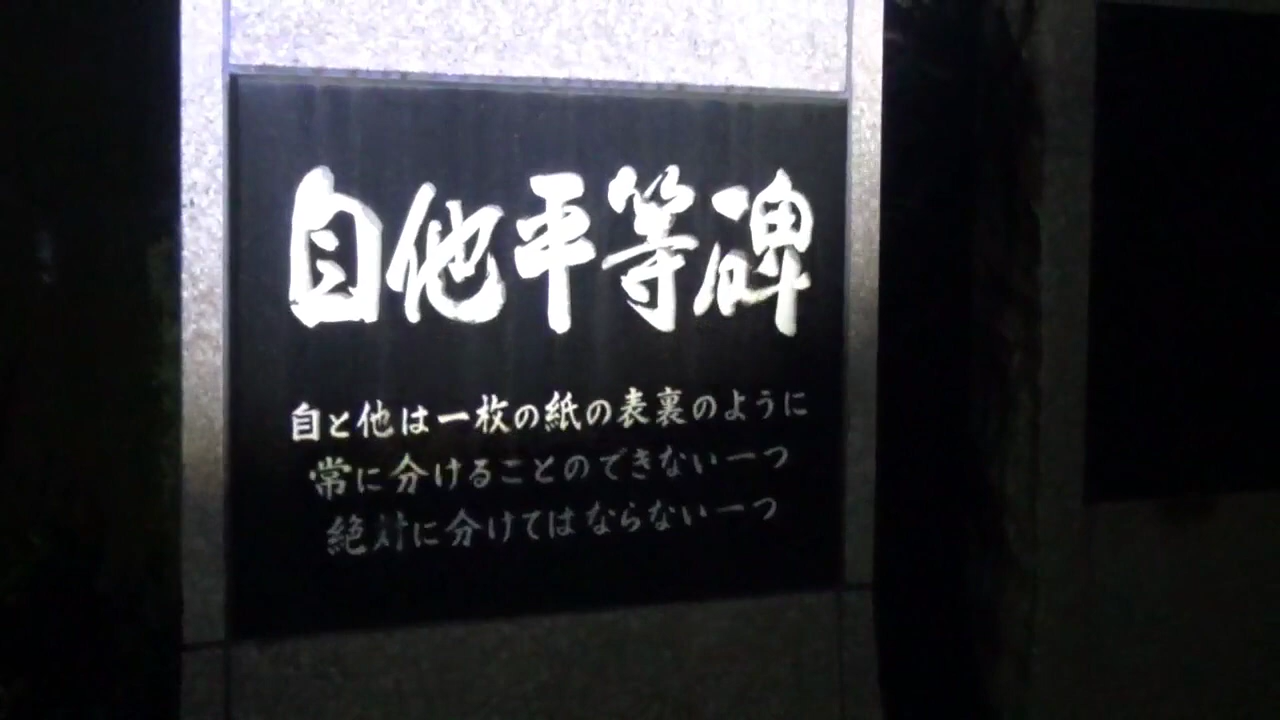 自他平等碑
自と他は一枚の紙の表裏のように
常に分けることのできない一つ
絶対に分けてはならない一つ